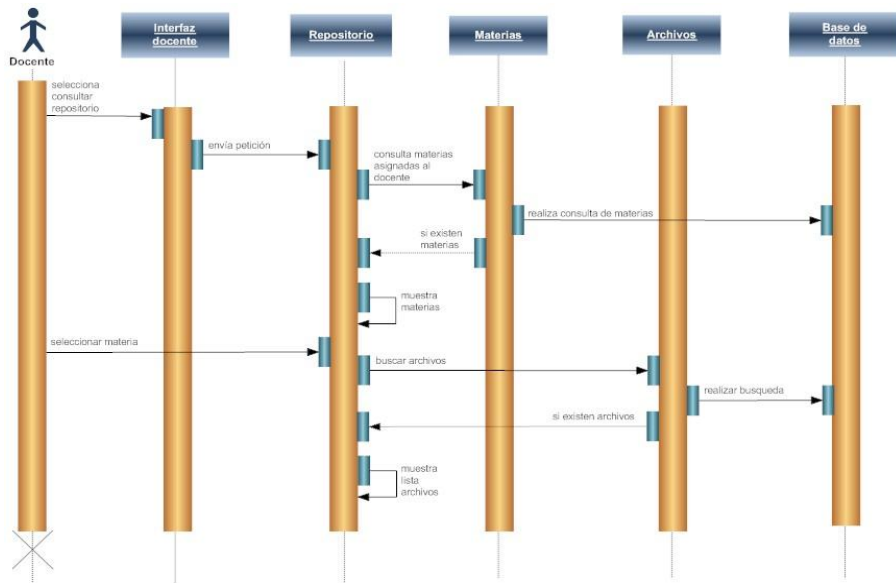 Docente
Interfaz
docente
Repositorio
Materias
Archivos
Base de
datos
selecciona
consultar
repositorio
envía petición
consulta materias
asignadas al
docente
realiza consulta de materias
si existen
materias
muestra
materias
seleccionar materia
buscar archivos
realizar busqueda
si existen archivos
muestra
lista
archivos